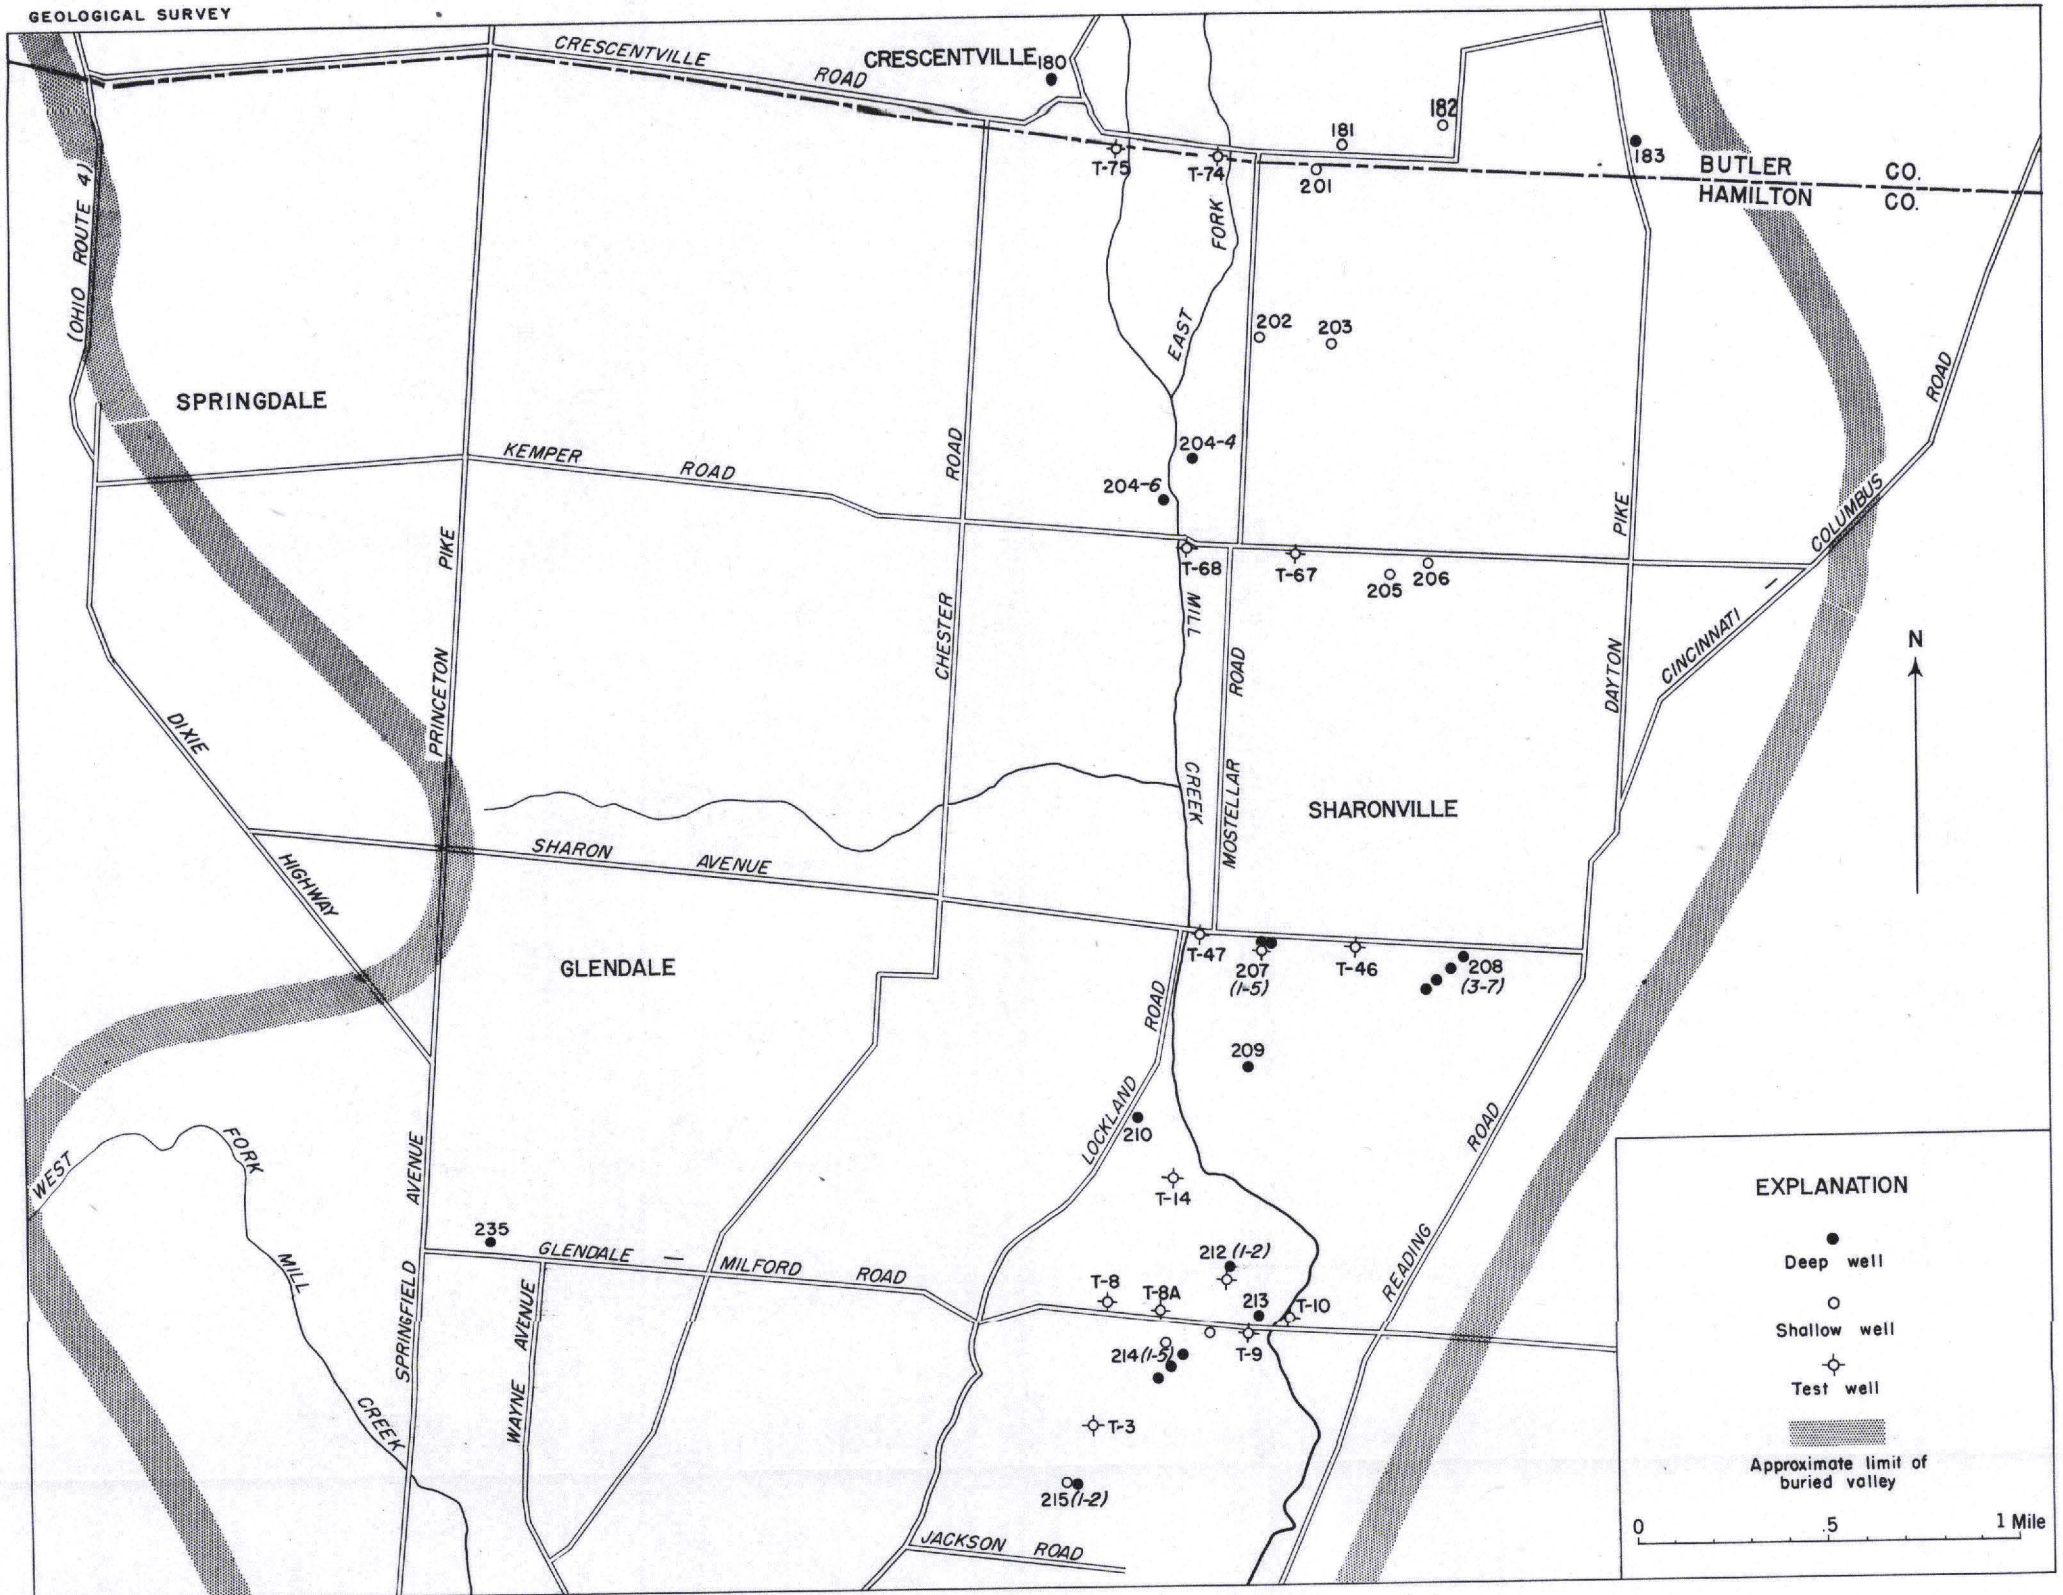 GEOLOGICAL SURVEY
CRESCENTVILLE ROAD
CRESCENTVILLE
180
182
181
183
T-75
T-74
201
BUTLER CO.
HAMILTON CO.
(OHIO ROUTE 4)
EAST FORK
202
203
SPRINGDALE
KEMPER ROAD
204-4
204-6
T-68
T-67
205
206
PRINCETON PIKE
CHESTER ROAD
MILL CREEK
MOSTELLAR ROAD
DAYTON PIKE
CINCINNATI - COLUMBUS ROAD
N
DIXIE HIGHWAY
SHARONVILLE
SHARON AVENUE
GLENDALE
T-47
207
(1-5)
T-46
208
(3-7)
209
LOCKLAND ROAD
210
T-14
READING ROAD
WEST FORK MILL CREEK
SPRINGFIELD AVENUE
235
GLENDALE - MILFORD ROAD
WAYNE AVENUE
212 (1-2)
T-8
T-8A
213
T-10
214 (1-5)
T-9
T-3
215 (1-2)
JACKSON ROAD
EXPLANATION
Deep well
Shallow well
Test well
Approximate limit of
buried valley
0 .5 1 Mile